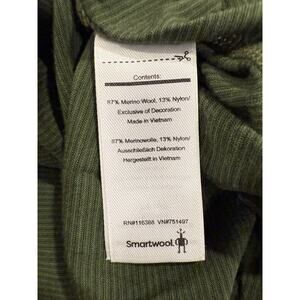 Contents:
87% Merino Wool, 13% Nylon/
Exclusive of Decoration
Made in Vietnam
87% Merinowolle, 13% Nylon/
Ausschließlich Dekoration
Hergestellt in Vietnam
RN#116388 VN#751497
Smartwool